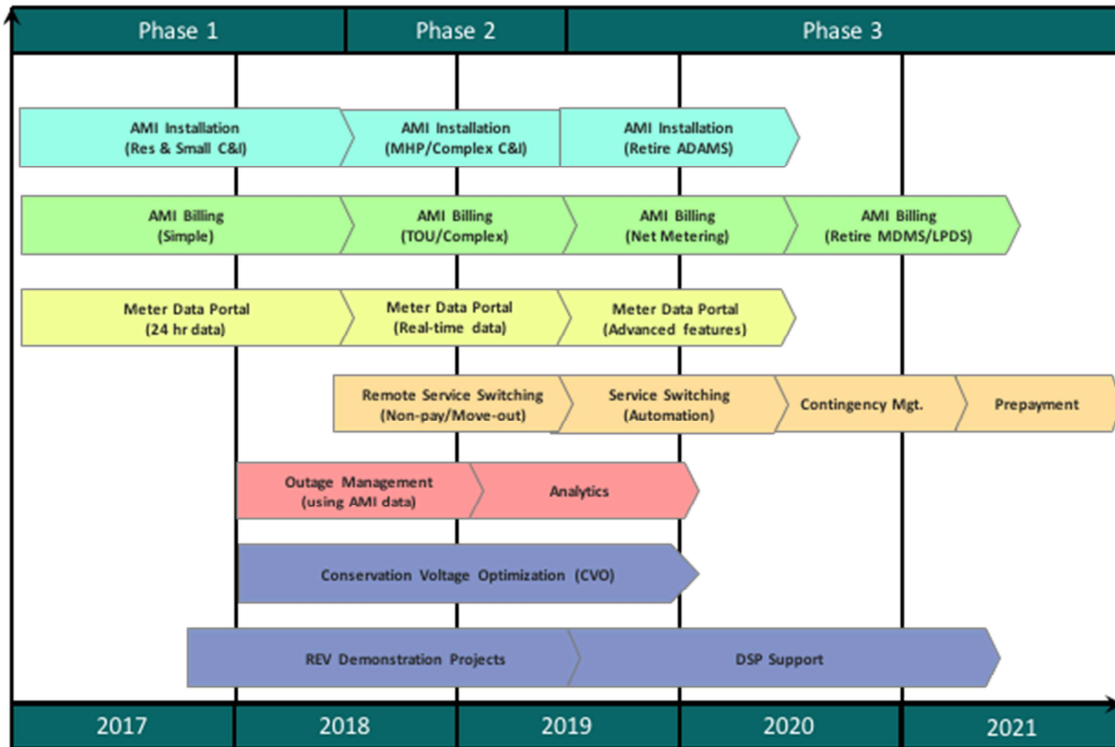 Phase 1
Phase 2
Phase 3
AMI Installation
(Res & Small C&I)
AMI Installation
(MHP/Complex C&I)
AMI Installation
(Retire ADAMS)
AMI Billing
(Simple)
AMI Billing
(TOU/Complex)
AMI Billing
(Net Metering)
AMI Billing
(Retire MDMS/LPDS)
Meter Data Portal
(24 hr data)
Meter Data Portal
(Real-time data)
Meter Data Portal
(Advanced features)
Remote Service Switching
(Non-pay/Move-out)
Service Switching
(Automation)
Contingency Mgt.
Prepayment
Outage Management
(using AMI data)
Analytics
Conservation Voltage Optimization (CVO)
REV Demonstration Projects
DSP Support
2017
2018
2019
2020
2021